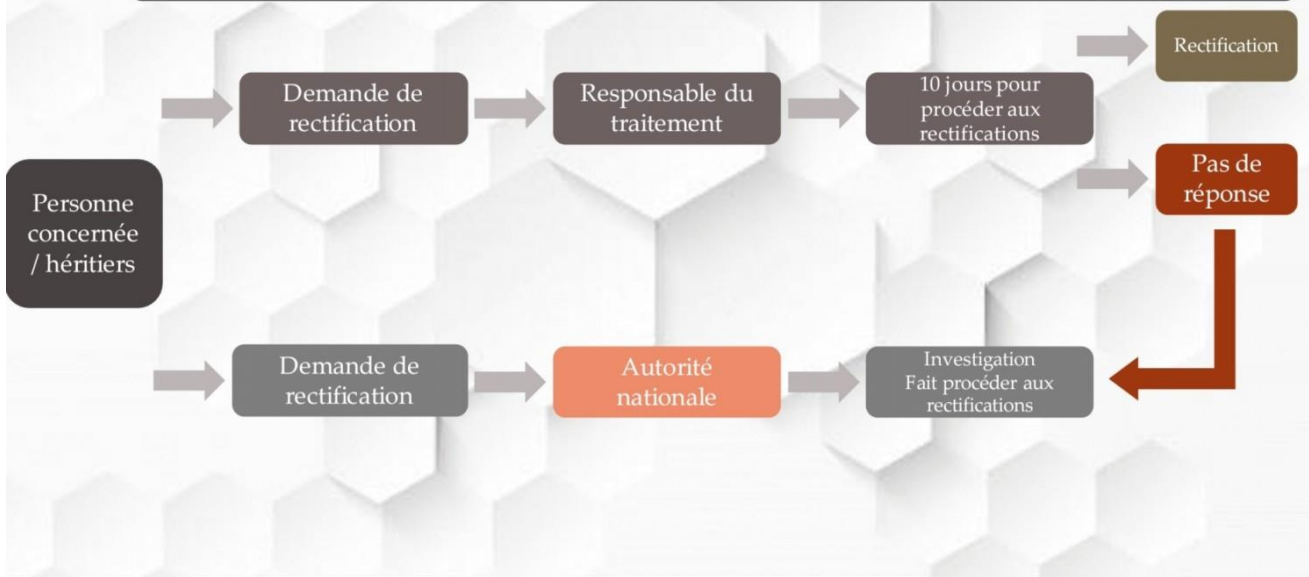 Rectification
Demande de
rectification
Responsable du
traitement
10 jours pour
procéder aux
rectifications
Pas de
réponse
Personne
concernée
/ héritiers
Demande de
rectification
Autorité
nationale
Investigation
Fait procéder aux
rectifications